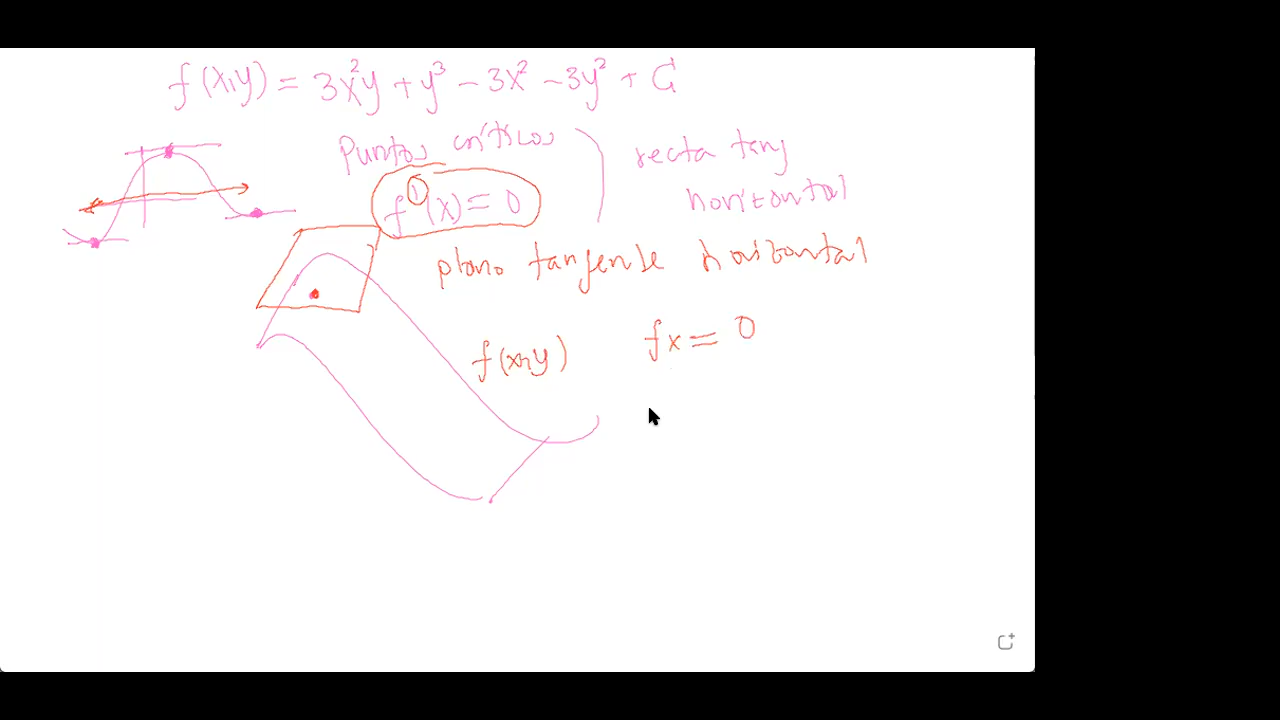 f(x,y) = 3x²y + y³ - 3x² - 3y² + C
Puntos críticos
recta tang
horizontal
f'(x) = 0
plano tangente horizontal
f(x,y)
fx = 0